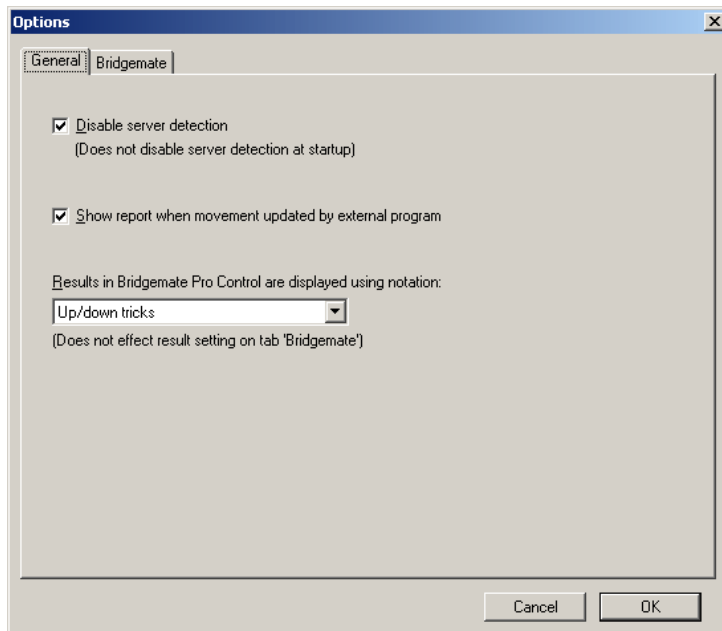 Options
General
Bridgemate
Disable server detection
(Does not disable server detection at startup)
Show report when movement updated by external program
Results in Bridgemate Pro Control are displayed using notation:
Up/down tricks
(Does not effect result setting on tab 'Bridgemate')
Cancel
OK